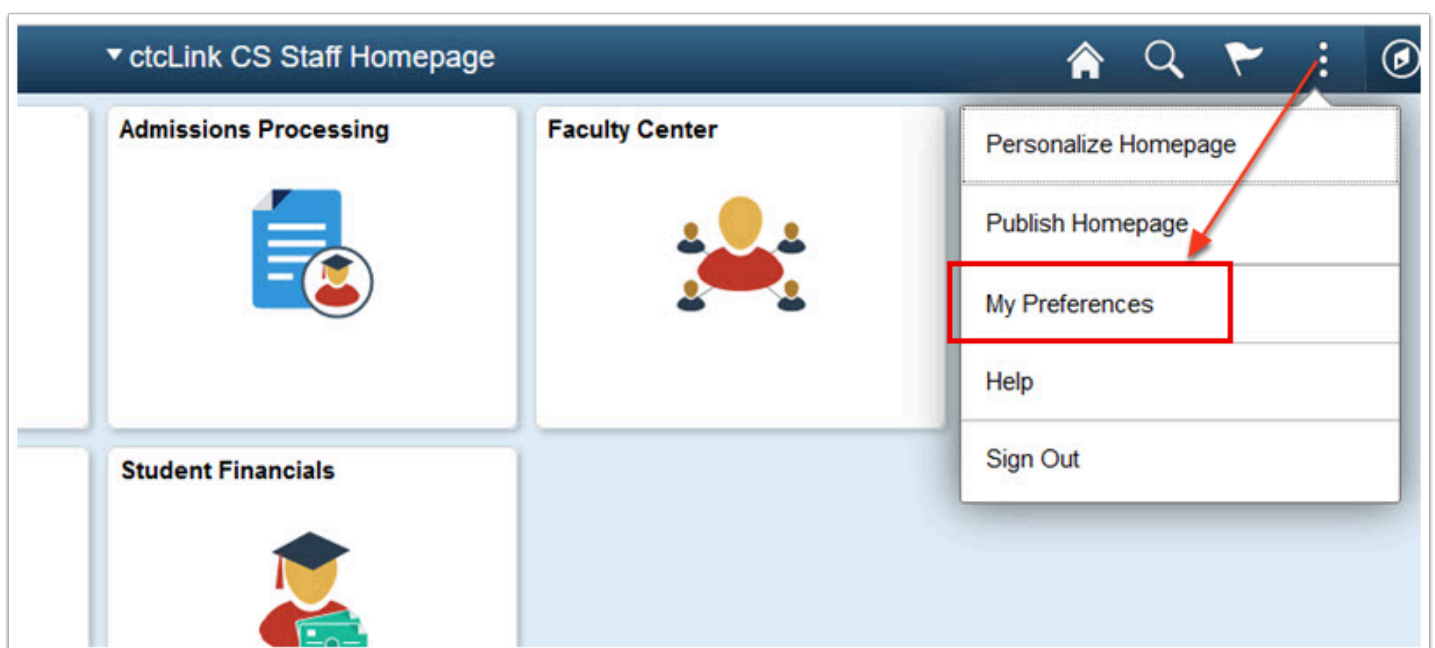 ctcLink CS Staff Homepage
Admissions Processing
Faculty Center
Student Financials
Personalize Homepage
Publish Homepage
My Preferences
Help
Sign Out